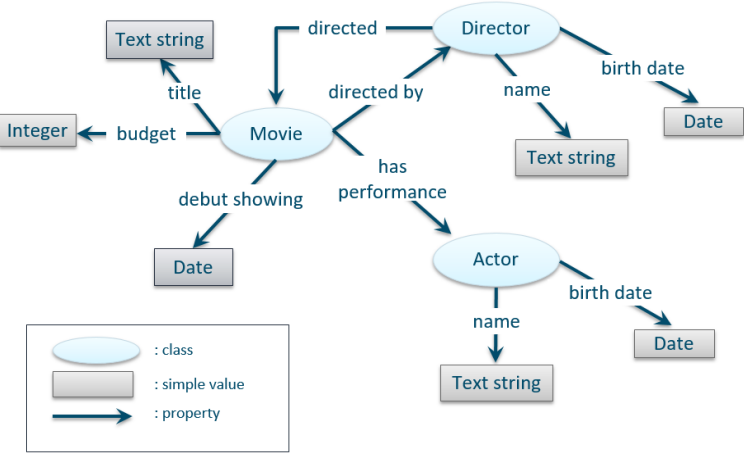 directed
Director
Text string
birth date
title
directed by
name
Date
Integer
budget
Movie
Text string
has
performance
debut showing
Actor
Date
birth date
name
Date
Text string
: class
: simple value
: property